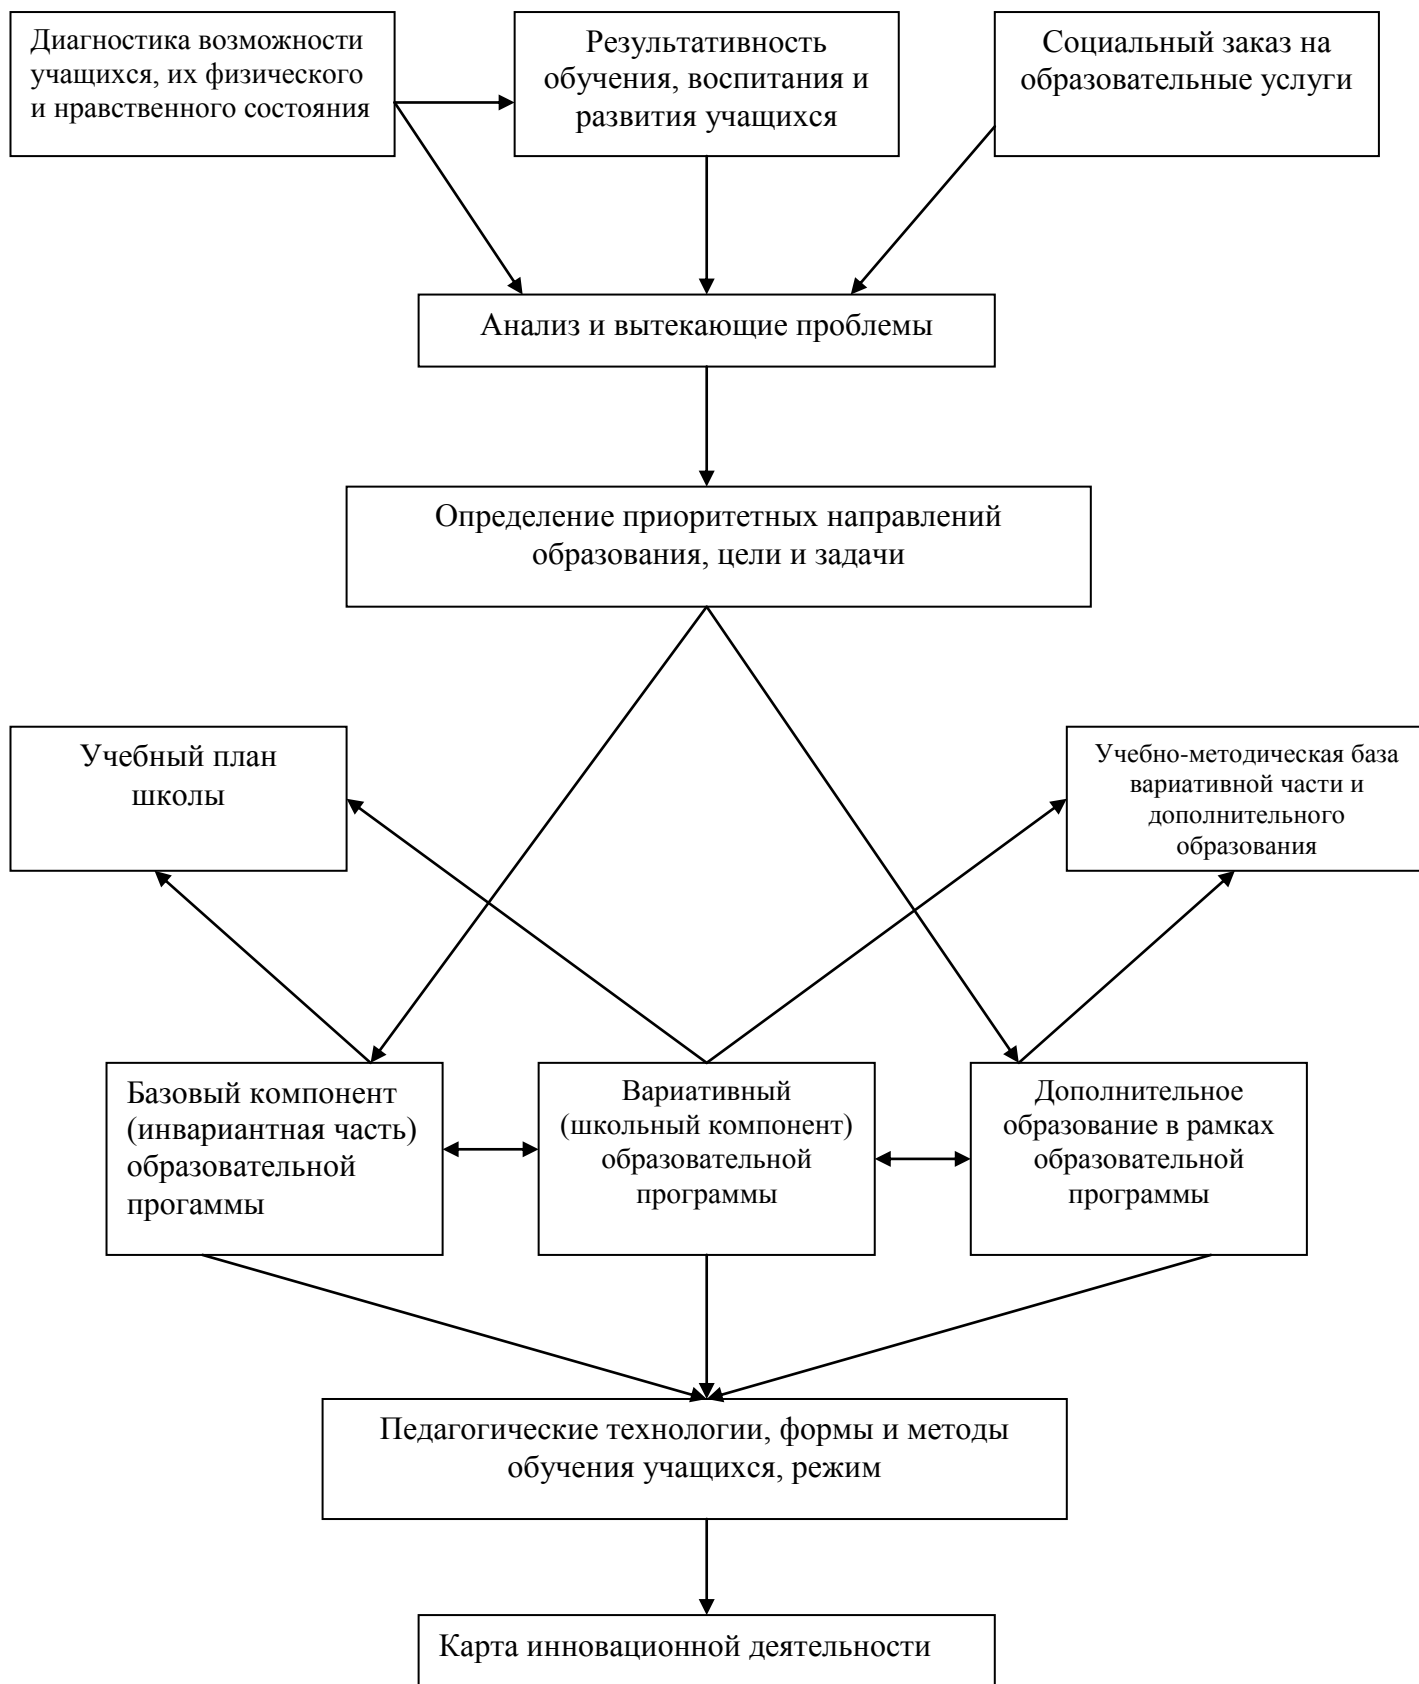 Диагностика возможности
учащихся, их физического
и нравственного состояния
Результативность
обучения, воспитания и
развития учащихся
Социальный заказ на
образовательные услуги
Анализ и вытекающие проблемы
Определение приоритетных направлений
образования, цели и задачи
Учебный план
школы
Учебно-методическая база
вариативной части и
дополнительного
образования
Базовый компонент
(инвариантная часть)
образовательной
прогаммы
Вариативный
(школьный компонент)
образовательной
программы
Дополнительное
образование в рамках
образовательной
программы
Педагогические технологии, формы и методы
обучения учащихся, режим
Карта инновационной деятельности